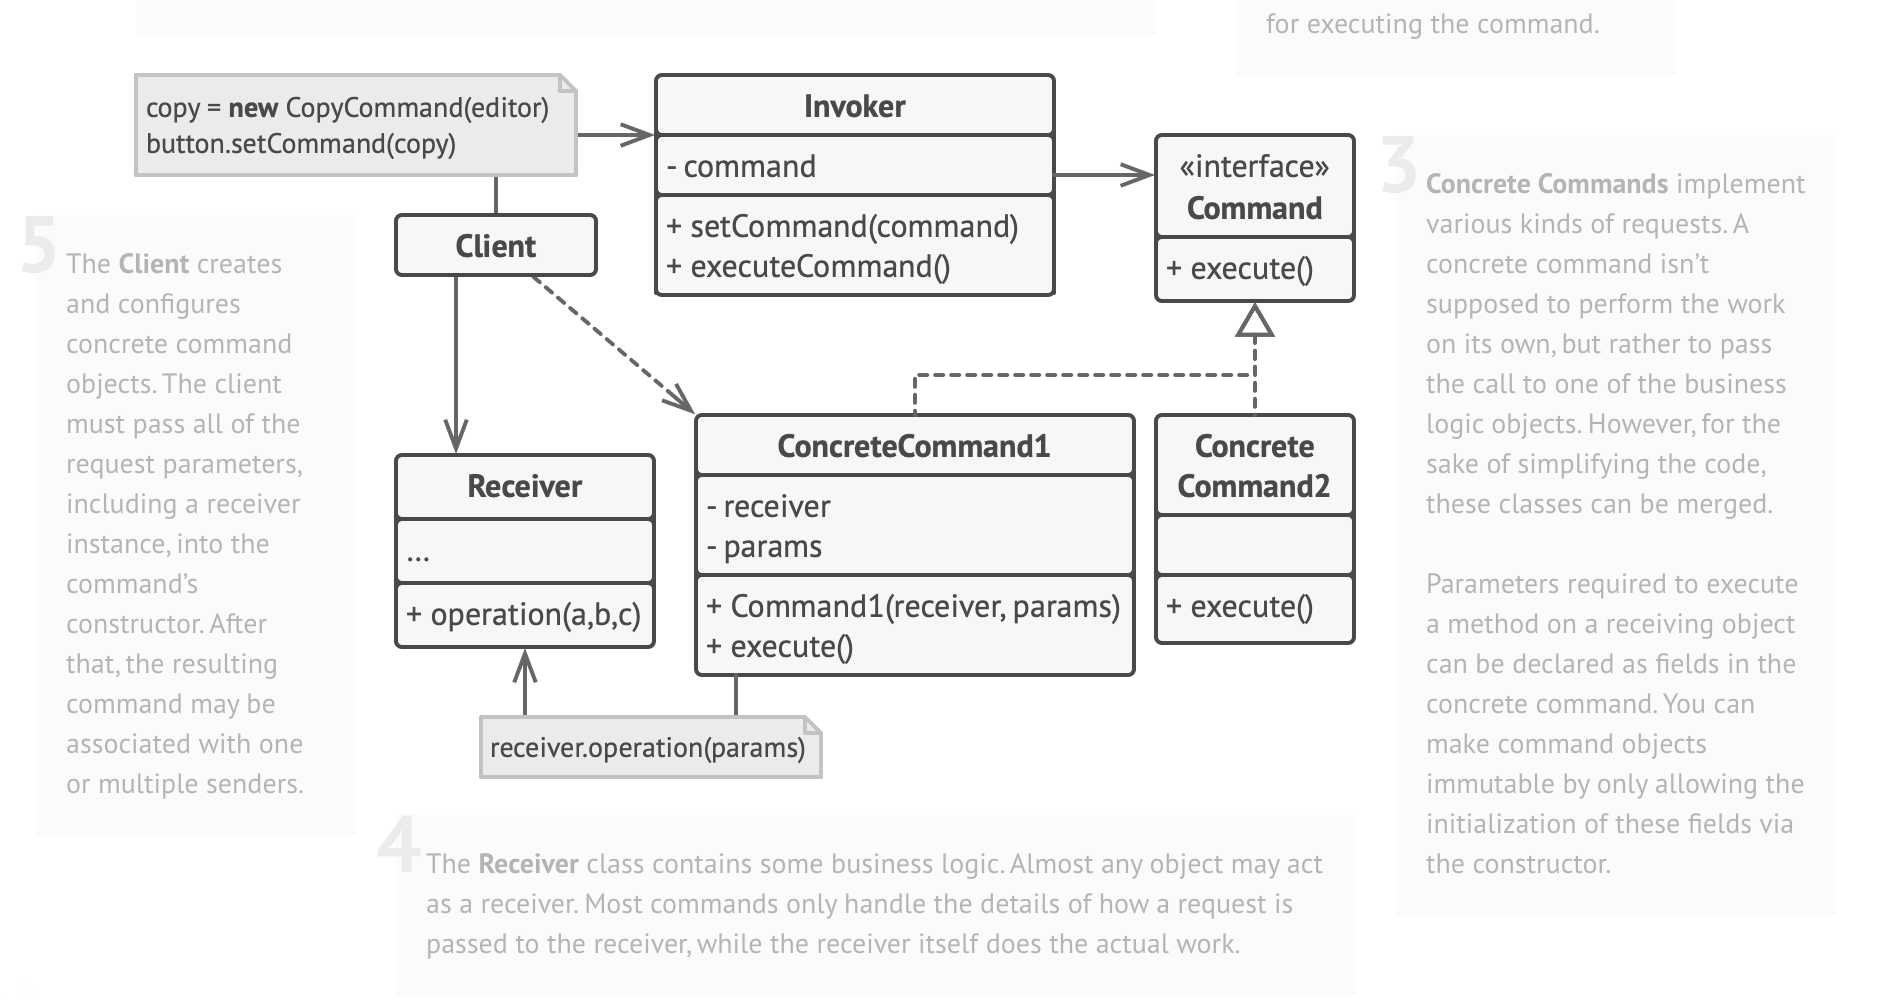 for executing the command.
copy = new CopyCommand(editor)
button.setCommand(copy)
Invoker
- command
+ setCommand(command)
+ executeCommand()
«interface»
Command
+ execute()
Client
Receiver
...
+ operation(a,b,c)
ConcreteCommand1
- receiver
- params
+ Command1(receiver, params)
+ execute()
Concrete
Command2
+ execute()
receiver.operation(params)
3
Concrete Commands implement
various kinds of requests. A
concrete command isn’t
supposed to perform the work
on its own, but rather to pass
the call to one of the business
logic objects. However, for the
sake of simplifying the code,
these classes can be merged.
Parameters required to execute
a method on a receiving object
can be declared as fields in the
concrete command. You can
make command objects
immutable by only allowing the
initialization of these fields via
the constructor.
4
The Receiver class contains some business logic. Almost any object may act
as a receiver. Most commands only handle the details of how a request is
passed to the receiver, while the receiver itself does the actual work.
5
The Client creates
and configures
concrete command
objects. The client
must pass all of the
request parameters,
including a receiver
instance, into the
command’s
constructor. After
that, the resulting
command may be
associated with one
or multiple senders.